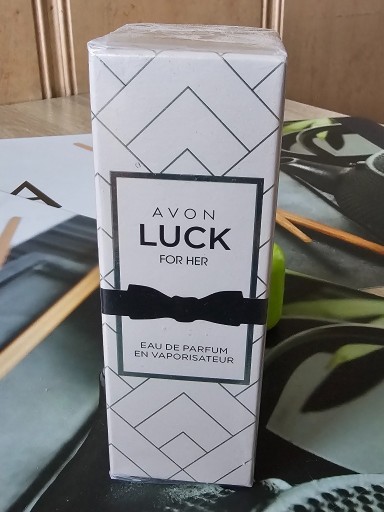 AVON
LUCK
FOR HER
EAU DE PARFUM
EN VAPORISATEUR